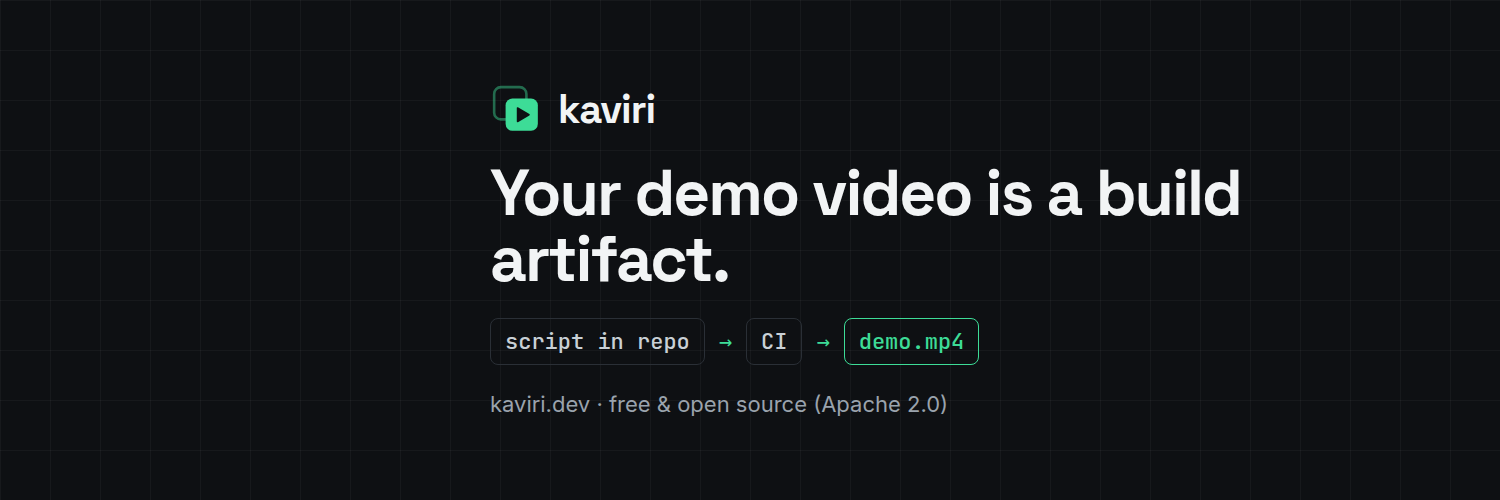 kaviri
Your demo video is a build
artifact.
script in repo → CI → demo.mp4
kaviri.dev · free & open source (Apache 2.0)